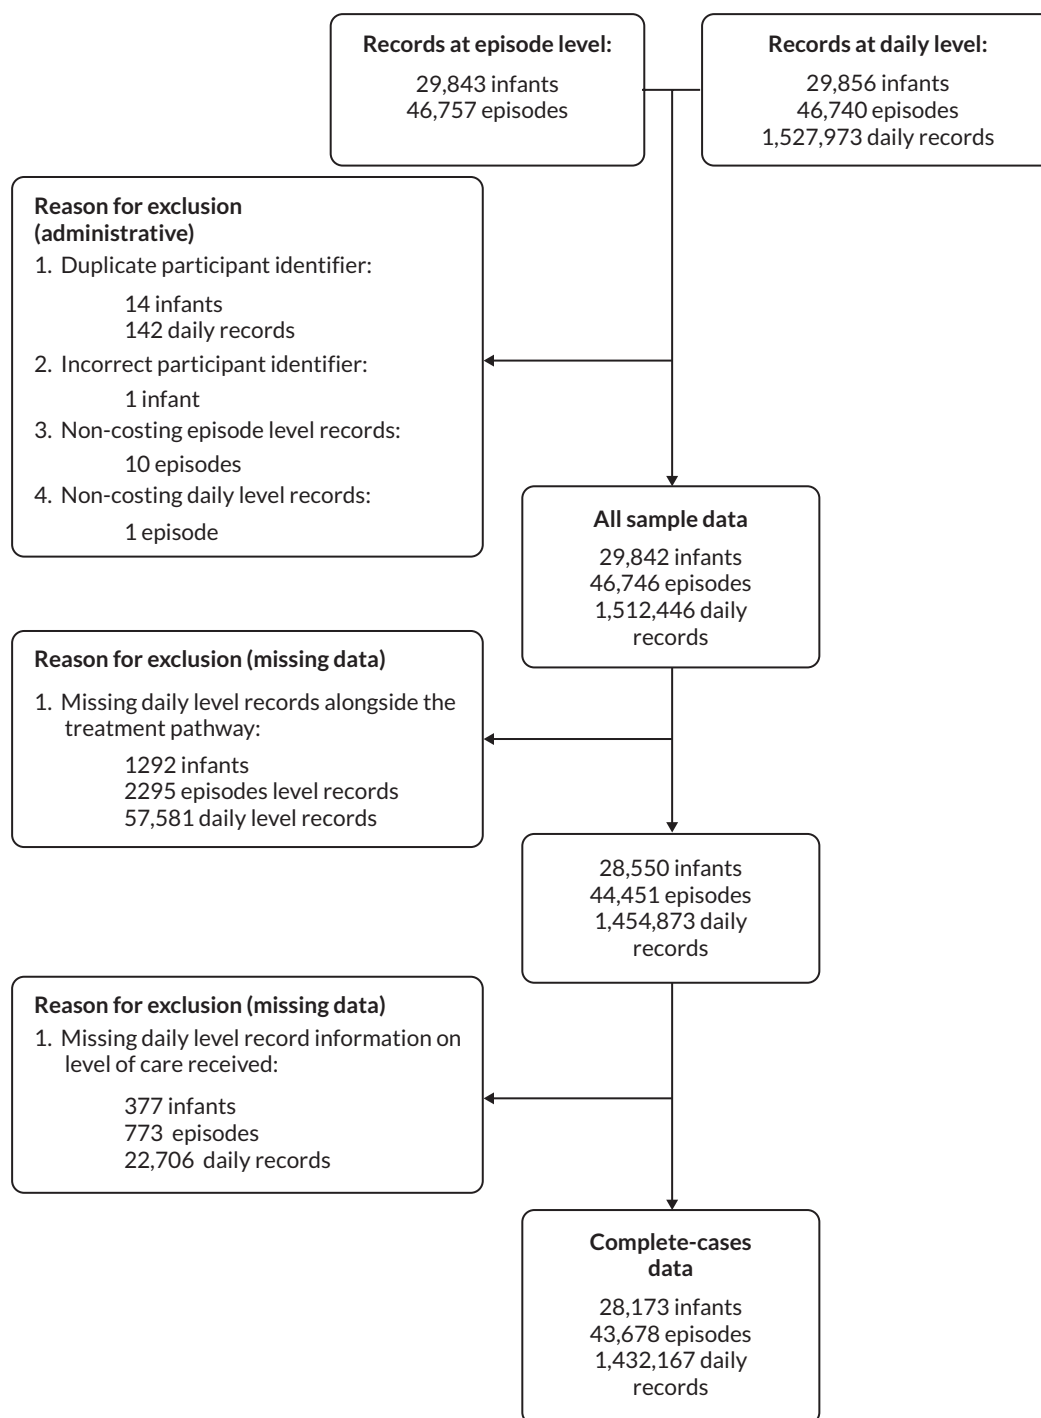 Records at episode level:
29,843 infants
46,757 episodes
Records at daily level:
29,856 infants
46,740 episodes
1,527,973 daily records
Reason for exclusion
(administrative)
1. Duplicate participant identifier:
14 infants
142 daily records
2. Incorrect participant identifier:
1 infant
3. Non-costing episode level records:
10 episodes
4. Non-costing daily level records:
1 episode
All sample data
29,842 infants
46,746 episodes
1,512,446 daily
records
Reason for exclusion (missing data)
1. Missing daily level records alongside the
treatment pathway:
1292 infants
2295 episodes level records
57,581 daily level records
28,550 infants
44,451 episodes
1,454,873 daily
records
Reason for exclusion (missing data)
1. Missing daily level record information on
level of care received:
377 infants
773 episodes
22,706 daily records
Complete-cases
data
28,173 infants
43,678 episodes
1,432,167 daily
records